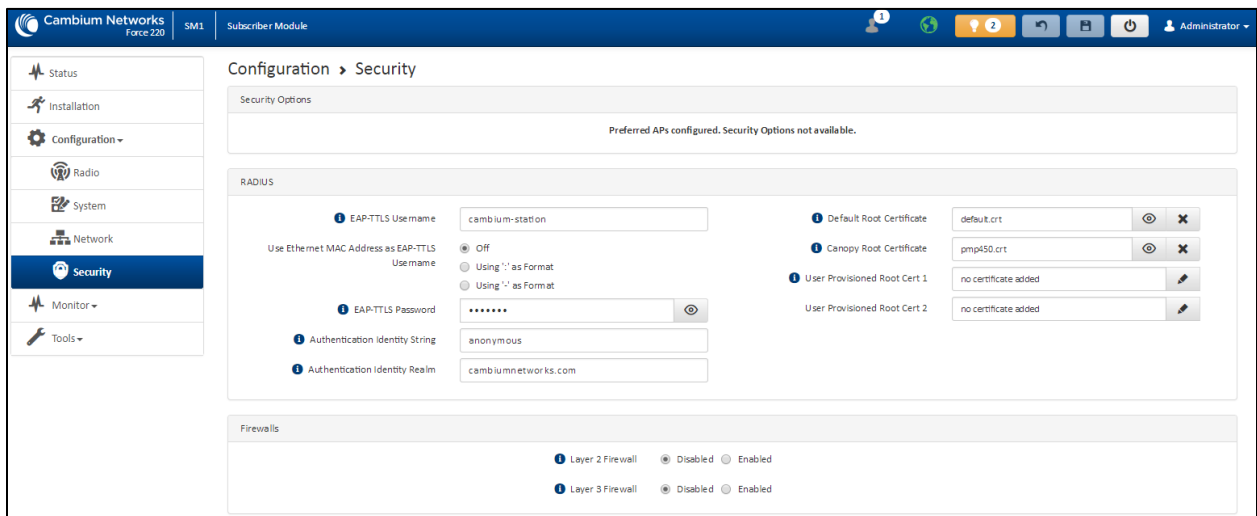 Cambium Networks
Force 220
SM1
Subscriber Module
1
2
Administrator
Status
Installation
Configuration
Radio
System
Network
Security
Monitor
Tools
Configuration > Security
Security Options
Preferred APs configured. Security Options not available.
RADIUS
EAP-TTLS Username
cambium-station
Use Ethernet MAC Address as EAP-TTLS
Username
Off
Using ':' as Format
Using '-' as Format
EAP-TTLS Password
•••••••
Authentication Identity String
anonymous
Authentication Identity Realm
cambiumnetworks.com
Default Root Certificate
default.crt
Canopy Root Certificate
pmp450.crt
User Provisioned Root Cert 1
no certificate added
User Provisioned Root Cert 2
no certificate added
Firewalls
Layer 2 Firewall Disabled Enabled
Layer 3 Firewall Disabled Enabled